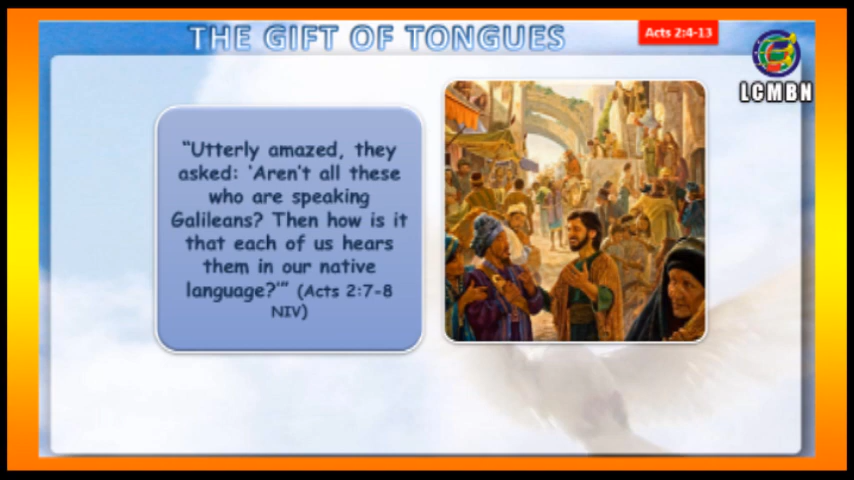 THE GIFT OF TONGUES
Acts 2:4-13
LCMBN
“Utterly amazed, they
asked: ‘Aren’t all these
who are speaking
Galileans? Then how is it
that each of us hears
them in our native
language?’” (Acts 2:7-8
NIV)